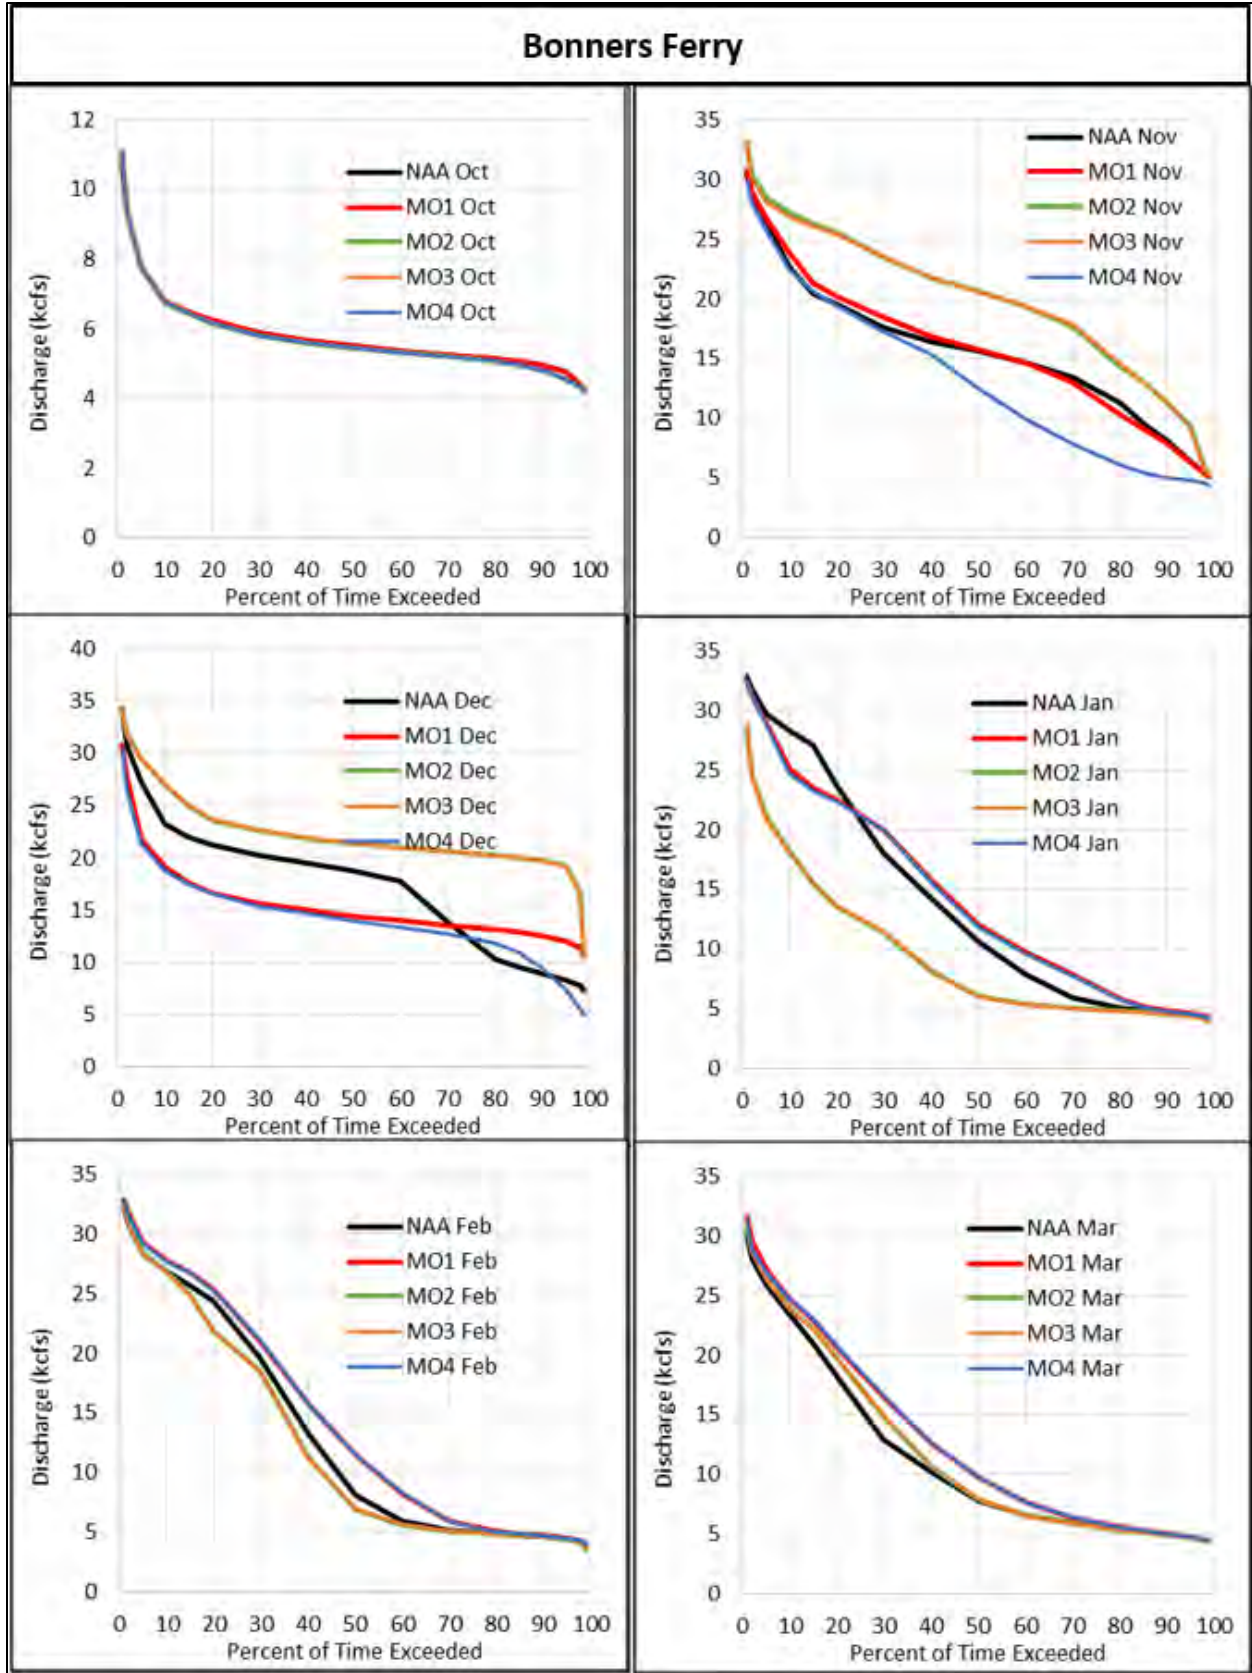 Bonners Ferry
12
10
8
6
4
2
0
Discharge (kcfs)
NAA Oct
MO1 Oct
MO2 Oct
MO3 Oct
MO4 Oct
0 10 20 30 40 50 60 70 80 90 100
Percent of Time Exceeded
35
30
25
20
15
10
5
0
Discharge (kcfs)
NAA Nov
MO1 Nov
MO2 Nov
MO3 Nov
MO4 Nov
0 10 20 30 40 50 60 70 80 90 100
Percent of Time Exceeded
40
35
30
25
20
15
10
5
0
Discharge (kcfs)
NAA Dec
MO1 Dec
MO2 Dec
MO3 Dec
MO4 Dec
0 10 20 30 40 50 60 70 80 90 100
Percent of Time Exceeded
35
30
25
20
15
10
5
0
Discharge (kcfs)
NAA Jan
MO1 Jan
MO2 Jan
MO3 Jan
MO4 Jan
0 10 20 30 40 50 60 70 80 90 100
Percent of Time Exceeded
35
30
25
20
15
10
5
0
Discharge (kcfs)
NAA Feb
MO1 Feb
MO2 Feb
MO3 Feb
MO4 Feb
0 10 20 30 40 50 60 70 80 90 100
Percent of Time Exceeded
35
30
25
20
15
10
5
0
Discharge (kcfs)
NAA Mar
MO1 Mar
MO2 Mar
MO3 Mar
MO4 Mar
0 10 20 30 40 50 60 70 80 90 100
Percent of Time Exceeded